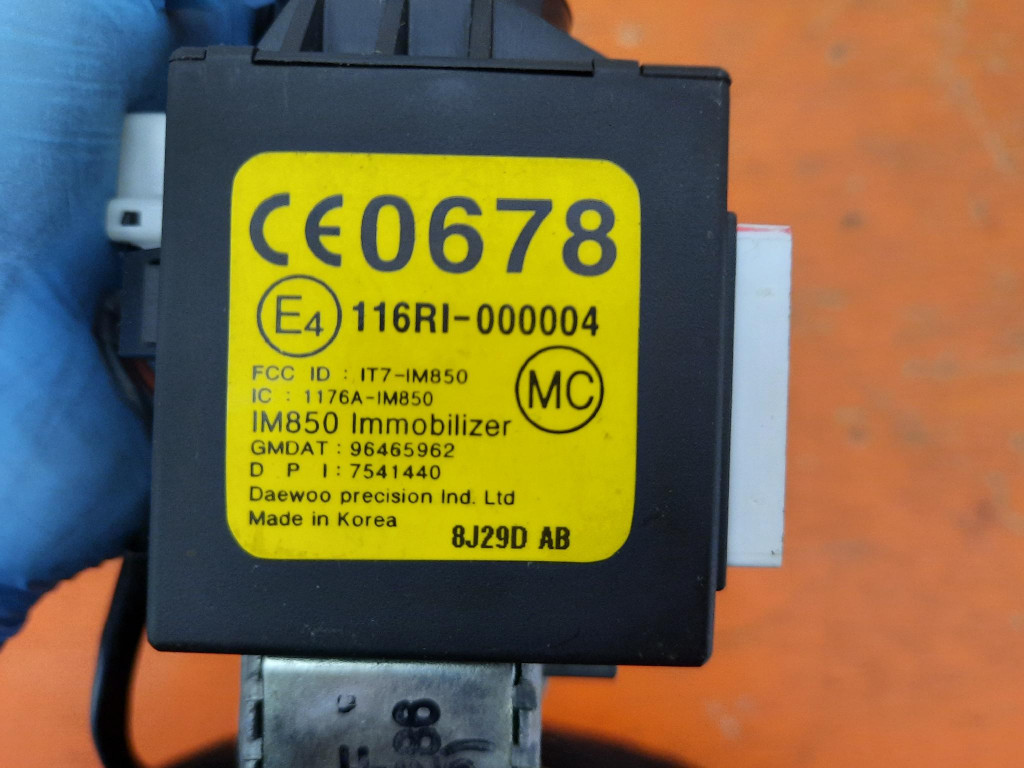 CE0678
E4 116RI-000004
FCC ID : IT7-IM850
IC : 1176A-IM850
MC
IM850 Immobilizer
GMDAT : 96465962
D P I : 7541440
Daewoo precision Ind. Ltd
Made in Korea
8J29D AB